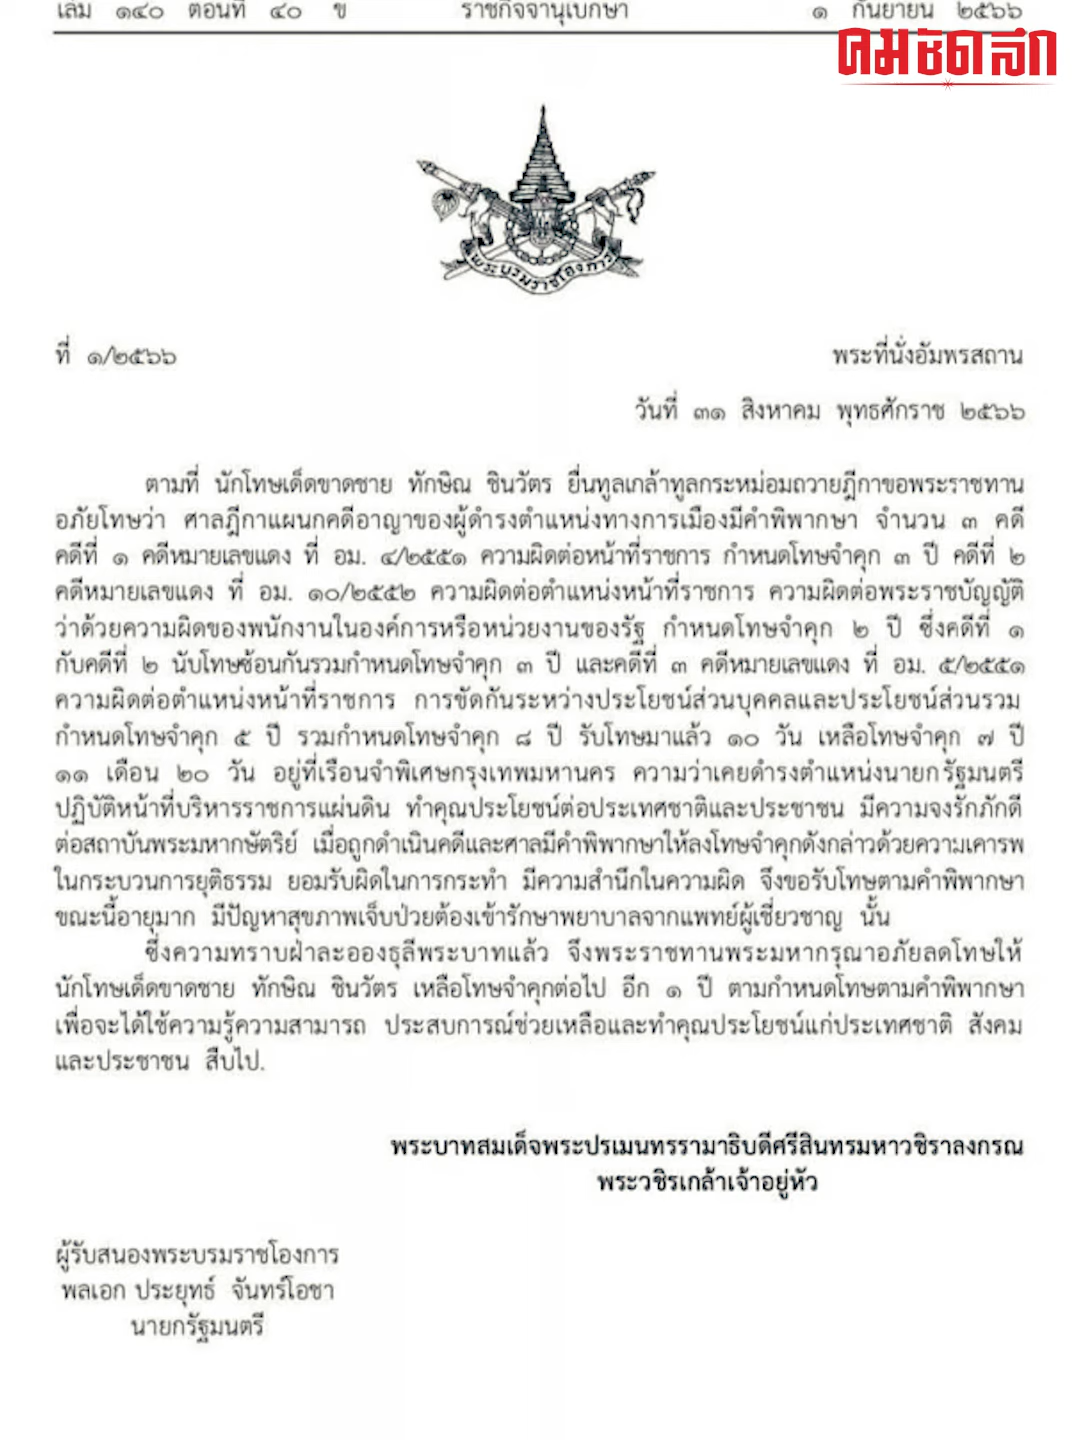 เล่ม ๑๔๐ ตอนที่ ๔๐ ข ราชกิจจานุเบกษา ๑ กันยายน ๒๕๖๖
คมชัดลึก
พระบรมราชโองการ
ที่ ๑/๒๕๖๖ พระที่นั่งอัมพรสถาน
วันที่ ๓๑ สิงหาคม พุทธศักราช ๒๕๖๖
ตามที่ นักโทษเด็ดขาดชาย ทักษิณ ชินวัตร ยื่นทูลเกล้าทูลกระหม่อมถวายฎีกาขอพระราชทาน
อภัยโทษว่า ศาลฎีกาแผนกคดีอาญาของผู้ดำรงตำแหน่งทางการเมืองมีคำพิพากษา จำนวน ๓ คดี
คดีที่ ๑ คดีหมายเลขแดง ที่ อม. ๔/๒๕๕๑ ความผิดต่อหน้าที่ราชการ กำหนดโทษจำคุก ๓ ปี คดีที่ ๒
คดีหมายเลขแดง ที่ อม. ๑๐/๒๕๕๒ ความผิดต่อตำแหน่งหน้าที่ราชการ ความผิดต่อพระราชบัญญัติ
ว่าด้วยความผิดของพนักงานในองค์การหรือหน่วยงานของรัฐ กำหนดโทษจำคุก ๒ ปี ซึ่งคดีที่ ๑
กับคดีที่ ๒ นับโทษซ้อนกันรวมกำหนดโทษจำคุก ๓ ปี และคดีที่ ๓ คดีหมายเลขแดง ที่ อม. ๕/๒๕๕๑
ความผิดต่อตำแหน่งหน้าที่ราชการ การขัดกันระหว่างประโยชน์ส่วนบุคคลและประโยชน์ส่วนรวม
กำหนดโทษจำคุก ๕ ปี รวมกำหนดโทษจำคุก ๘ ปี รับโทษมาแล้ว ๑๐ วัน เหลือโทษจำคุก ๗ ปี
๑๑ เดือน ๒๐ วัน อยู่ที่เรือนจำพิเศษกรุงเทพมหานคร ความว่าเคยดำรงตำแหน่งนายกรัฐมนตรี
ปฏิบัติหน้าที่บริหารราชการแผ่นดิน ทำคุณประโยชน์ต่อประเทศชาติและประชาชน มีความจงรักภักดี
ต่อสถาบันพระมหากษัตริย์ เมื่อถูกดำเนินคดีและศาลมีคำพิพากษาให้ลงโทษจำคุกดังกล่าวด้วยความเคารพ
ในกระบวนการยุติธรรม ยอมรับผิดในการกระทำ มีความสำนึกในความผิด จึงขอรับโทษตามคำพิพากษา
ขณะนี้อายุมาก มีปัญหาสุขภาพเจ็บป่วยต้องเข้ารักษาพยาบาลจากแพทย์ผู้เชี่ยวชาญ นั้น
ซึ่งความทราบฝ่าละอองธุลีพระบาทแล้ว จึงพระราชทานพระมหากรุณาอภัยลดโทษให้
นักโทษเด็ดขาดชาย ทักษิณ ชินวัตร เหลือโทษจำคุกต่อไป อีก ๑ ปี ตามกำหนดโทษตามคำพิพากษา
เพื่อจะได้ใช้ความรู้ความสามารถ ประสบการณ์ช่วยเหลือและทำคุณประโยชน์แก่ประเทศชาติ สังคม
และประชาชน สืบไป.
พระบาทสมเด็จพระปรเมนทรรามาธิบดีศรีสินทรมหาวชิราลงกรณ
พระวชิรเกล้าเจ้าอยู่หัว
ผู้รับสนองพระบรมราชโองการ
พลเอก ประยุทธ์ จันทร์โอชา
นายกรัฐมนตรี